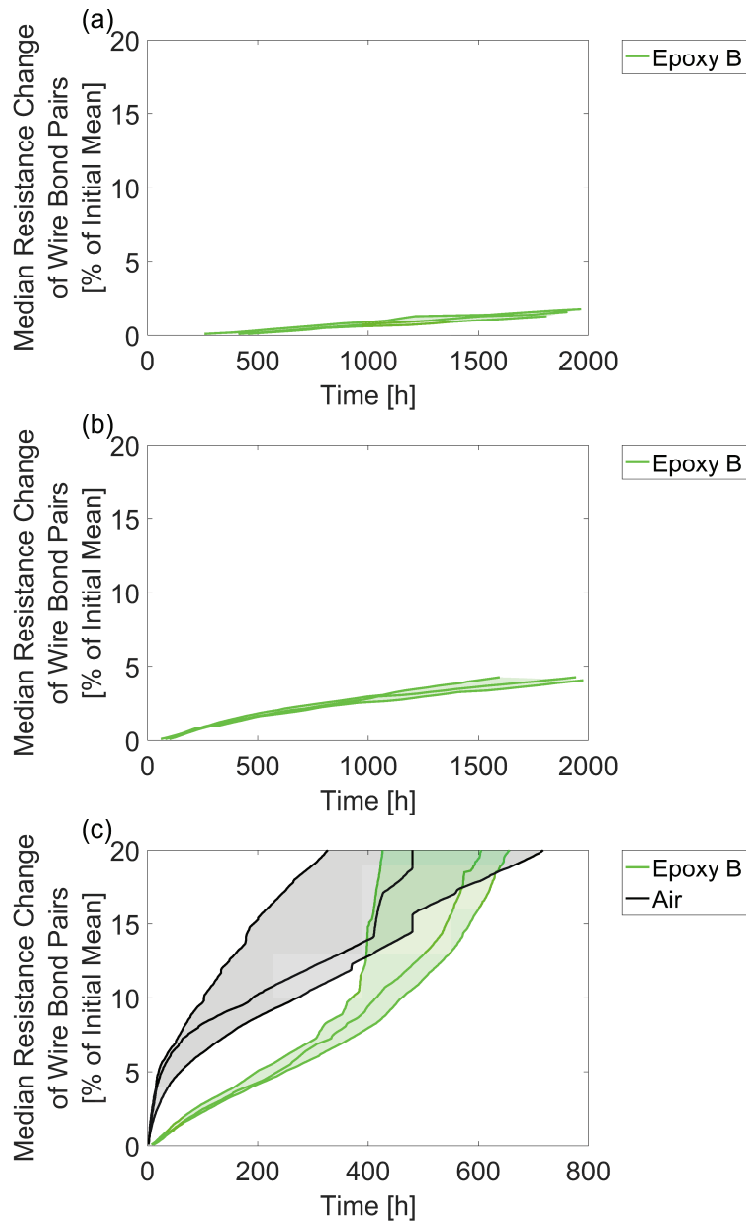 (a)
Median Resistance Change
of Wire Bond Pairs
[% of Initial Mean]
20
15
10
5
0
0 500 1000 1500 2000
Time [h]
Epoxy B
(b)
Median Resistance Change
of Wire Bond Pairs
[% of Initial Mean]
20
15
10
5
0
0 500 1000 1500 2000
Time [h]
Epoxy B
(c)
Median Resistance Change
of Wire Bond Pairs
[% of Initial Mean]
20
15
10
5
0
0 200 400 600 800
Time [h]
Epoxy B
Air